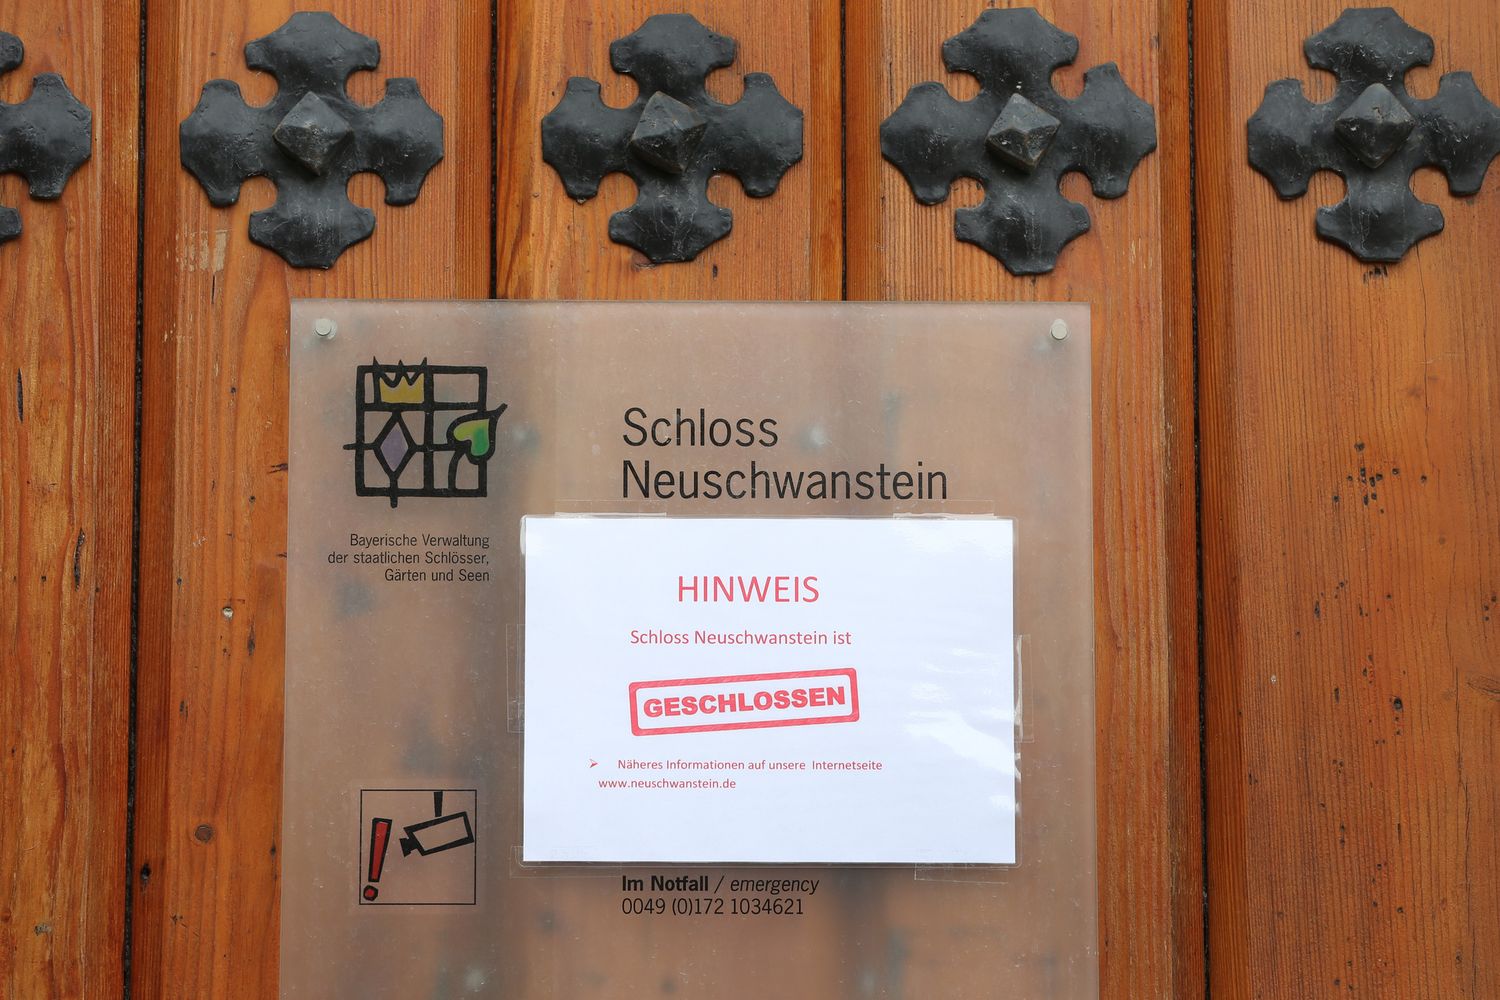 Schloss
Neuschwanstein
Bayerische Verwaltung
der staatlichen Schlösser,
Gärten und Seen
HINWEIS
Schloss Neuschwanstein ist
GESCHLOSSEN
Näheres Informationen auf unsere Internetseite
www.neuschwanstein.de
Im Notfall / emergency
0049 (0)172 1034621